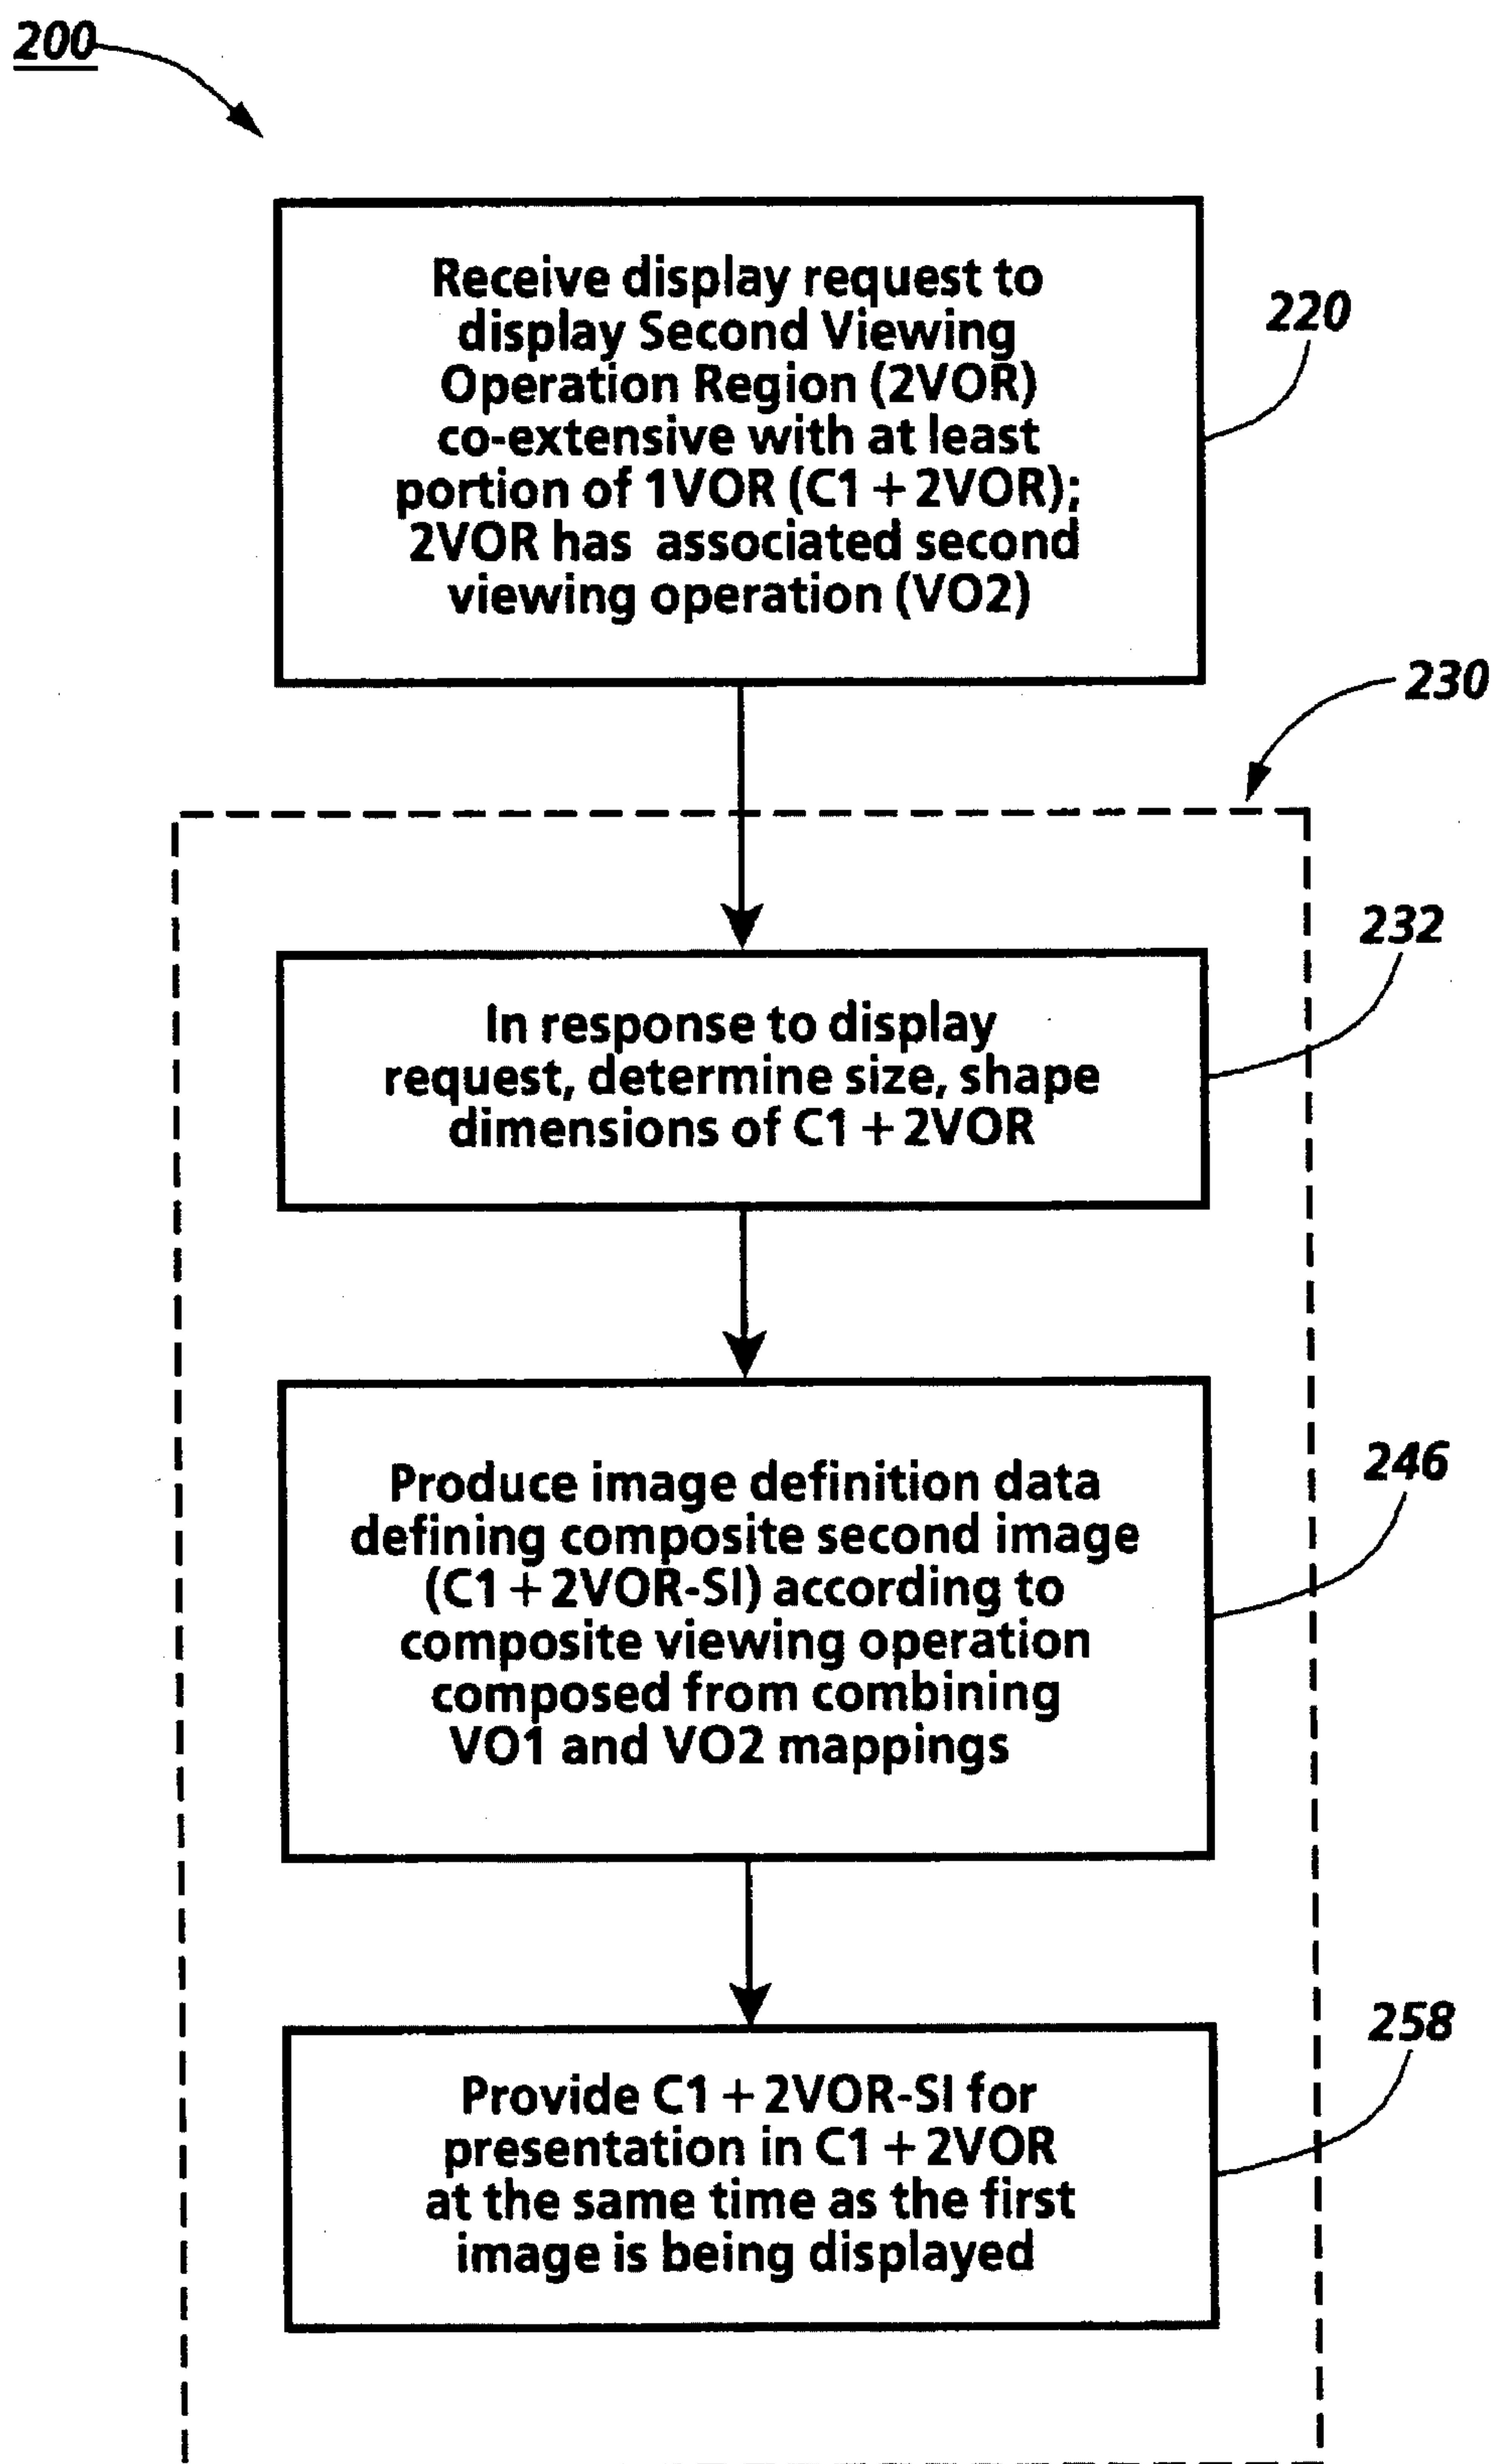 200
Receive display request to
display Second Viewing
Operation Region (2VOR)
co-extensive with at least
portion of 1VOR (C1 + 2VOR);
2VOR has associated second
viewing operation (VO2)
220
230
In response to display
request, determine size, shape
dimensions of C1 + 2VOR
232
Produce image definition data
defining composite second image
(C1 + 2VOR-SI) according to
composite viewing operation
composed from combining
VO1 and VO2 mappings
246
Provide C1 + 2VOR-SI for
presentation in C1 + 2VOR
at the same time as the first
image is being displayed
258